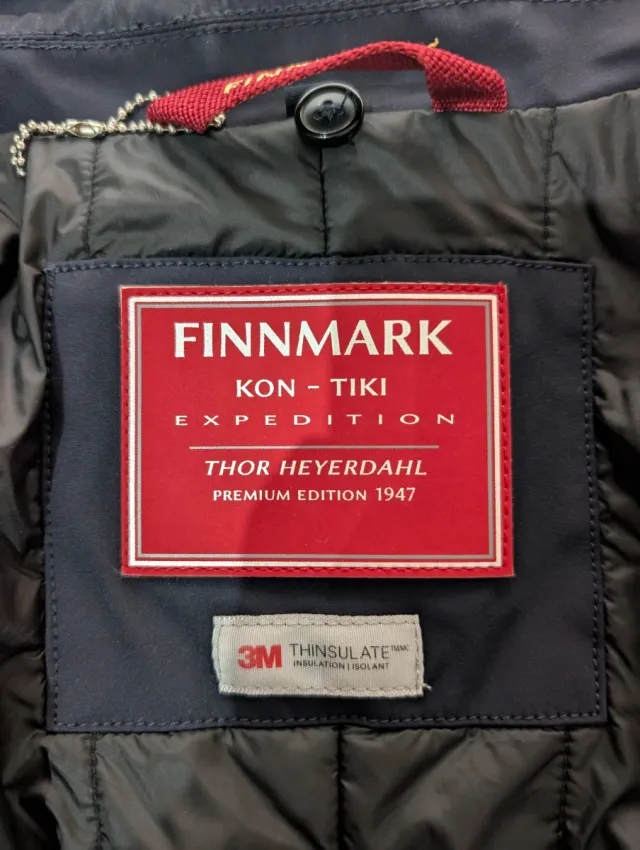 FINNMARK
KON – TIKI
EXPEDITION
THOR HEYERDAHL
PREMIUM EDITION 1947
3M THINSULATE
INSULATION | ISOLANT